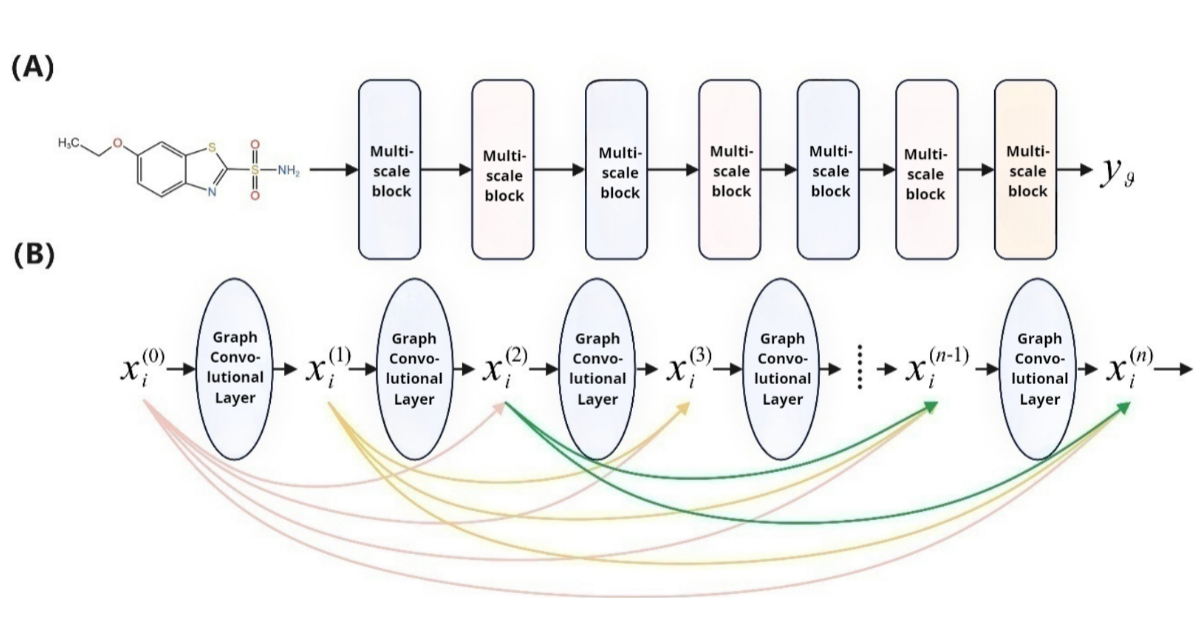 (A)
H₃C
O
S
N
O
S
O
NH₂
Multi-
scale
block
Multi-
scale
block
Multi-
scale
block
Multi-
scale
block
Multi-
scale
block
Multi-
scale
block
Multi-
scale
block
y_ϑ
(B)
x_i^(0)
Graph
Convo-
lutional
Layer
x_i^(1)
Graph
Convo-
lutional
Layer
x_i^(2)
Graph
Convo-
lutional
Layer
x_i^(3)
Graph
Convo-
lutional
Layer
x_i^(n-1)
Graph
Convo-
lutional
Layer
x_i^(n)